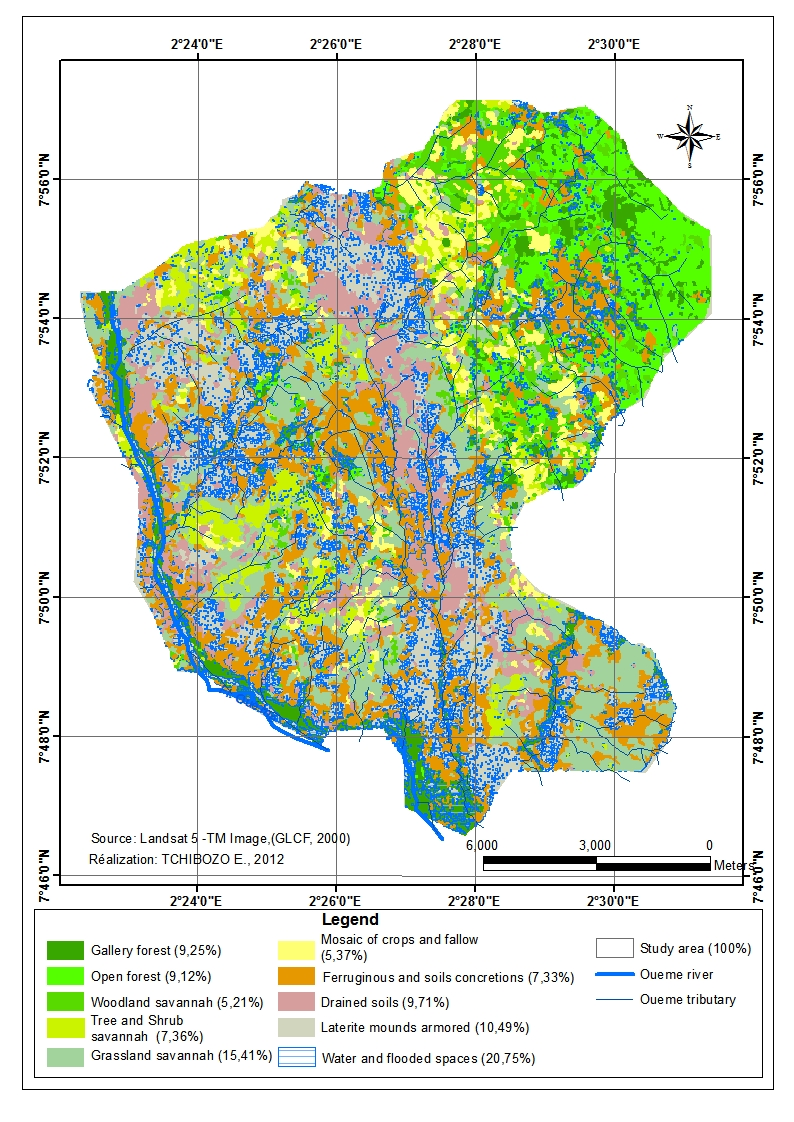 2°24'0"E 2°26'0"E 2°28'0"E 2°30'0"E
N
W E
S
7°56'0"N 7°56'0"N
7°54'0"N 7°54'0"N
7°52'0"N 7°52'0"N
7°50'0"N 7°50'0"N
7°48'0"N 7°48'0"N
7°46'0"N 7°46'0"N
Source: Landsat 5 -TM Image,(GLCF, 2000)
Réalization: TCHIBOZO E., 2012
6,000 3,000 0
Meters
2°24'0"E 2°26'0"E 2°28'0"E 2°30'0"E
Legend
Gallery forest (9,25%)
Open forest (9,12%)
Woodland savannah (5,21%)
Tree and Shrub
savannah (7,36%)
Grassland savannah (15,41%)
Mosaic of crops and fallow
(5,37%)
Ferruginous and soils concretions (7,33%)
Drained soils (9,71%)
Laterite mounds armored (10,49%)
Water and flooded spaces (20,75%)
Study area (100%)
Oueme river
Oueme tributary